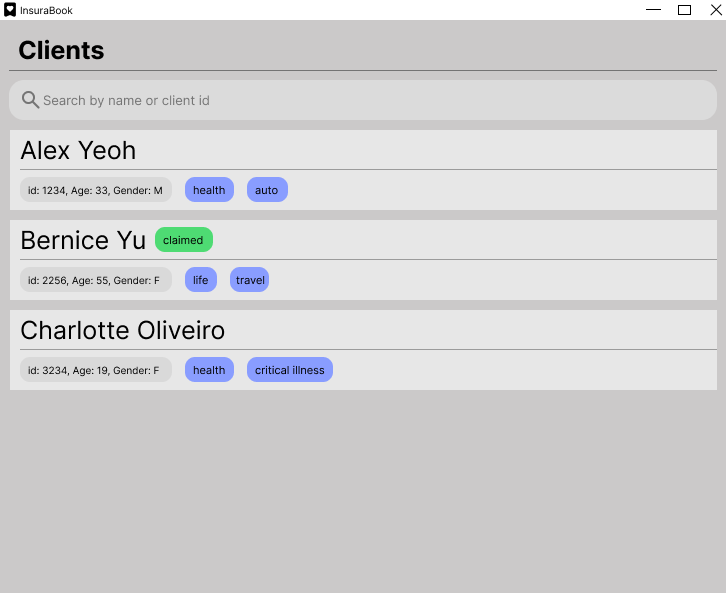 InsuraBook
Clients
Search by name or client id
Alex Yeoh
id: 1234, Age: 33, Gender: M health auto
Bernice Yu claimed
id: 2256, Age: 55, Gender: F life travel
Charlotte Oliveiro
id: 3234, Age: 19, Gender: F health critical illness